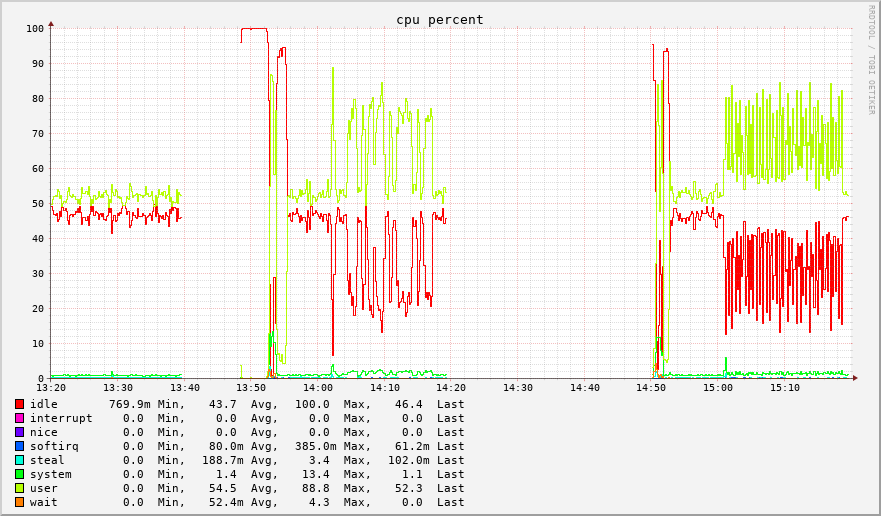 cpu percent
RRDTOOL / TOBI OETIKER
100
90
80
70
60
50
40
30
20
10
0
13:20 13:30 13:40 13:50 14:00 14:10 14:20 14:30 14:40 14:50 15:00 15:10
idle 769.9m Min, 43.7 Avg, 100.0 Max, 46.4 Last
interrupt 0.0 Min, 0.0 Avg, 0.0 Max, 0.0 Last
nice 0.0 Min, 0.0 Avg, 0.0 Max, 0.0 Last
softirq 0.0 Min, 80.0m Avg, 385.0m Max, 61.2m Last
steal 0.0 Min, 188.7m Avg, 3.4 Max, 102.0m Last
system 0.0 Min, 1.4 Avg, 13.4 Max, 1.1 Last
user 0.0 Min, 54.5 Avg, 88.8 Max, 52.3 Last
wait 0.0 Min, 52.4m Avg, 4.3 Max, 0.0 Last